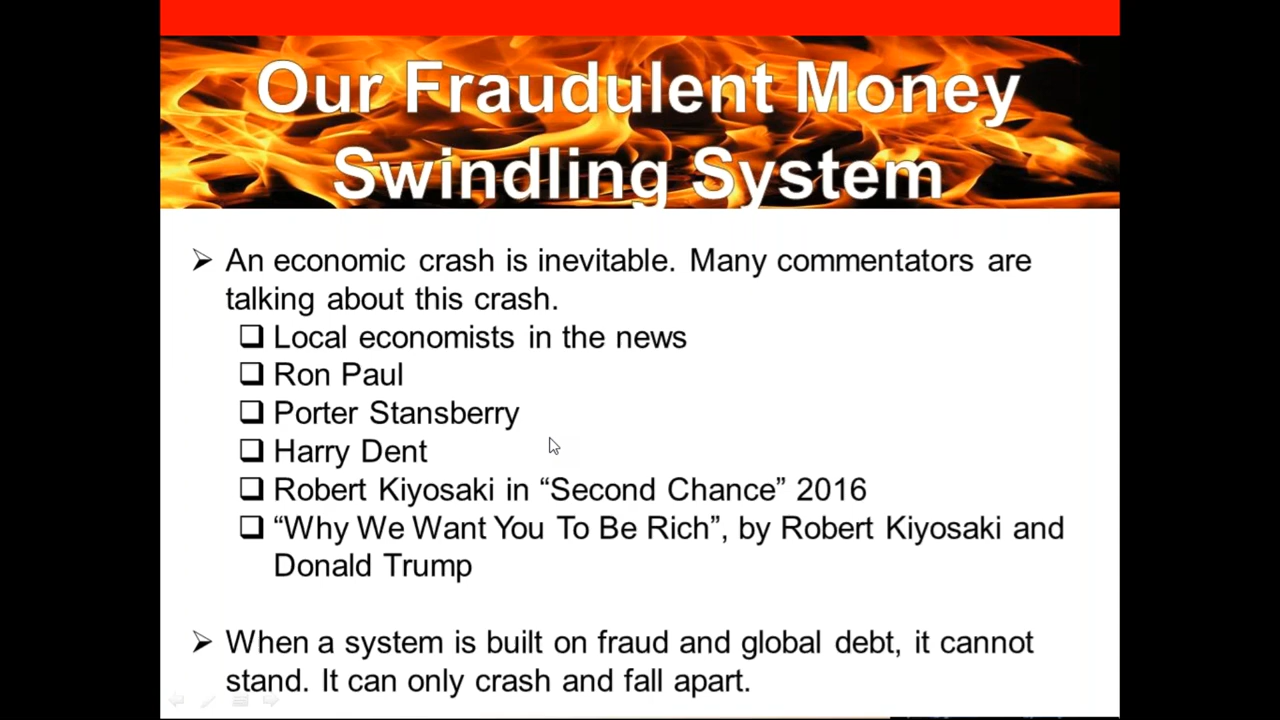 Our Fraudulent Money
Swindling System
An economic crash is inevitable. Many commentators are
talking about this crash.
Local economists in the news
Ron Paul
Porter Stansberry
Harry Dent
Robert Kiyosaki in “Second Chance” 2016
“Why We Want You To Be Rich”, by Robert Kiyosaki and
Donald Trump
When a system is built on fraud and global debt, it cannot
stand. It can only crash and fall apart.